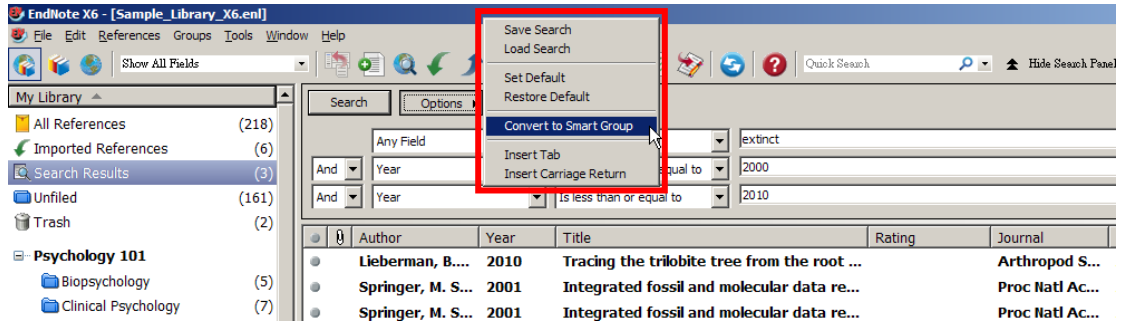 EndNote X6 - [Sample_Library_X6.enl]
File Edit References Groups Tools Window Help
Show All Fields
Quick Search
Hide Search Panel
Save Search
Load Search
Set Default
Restore Default
Convert to Smart Group
Insert Tab
Insert Carriage Return
My Library
All References (218)
Imported References (6)
Search Results (3)
Unfiled (161)
Trash (2)
Psychology 101
Biopsychology (5)
Clinical Psychology (7)
Search Options
Any Field extinct
And Year qual to 2000
And Year Is less than or equal to 2010
Author Year Title Rating Journal
Lieberman, B.... 2010 Tracing the trilobite tree from the root ... Arthropod S...
Springer, M. S... 2001 Integrated fossil and molecular data re... Proc Natl Ac...
Springer, M. S... 2001 Integrated fossil and molecular data re... Proc Natl Ac...